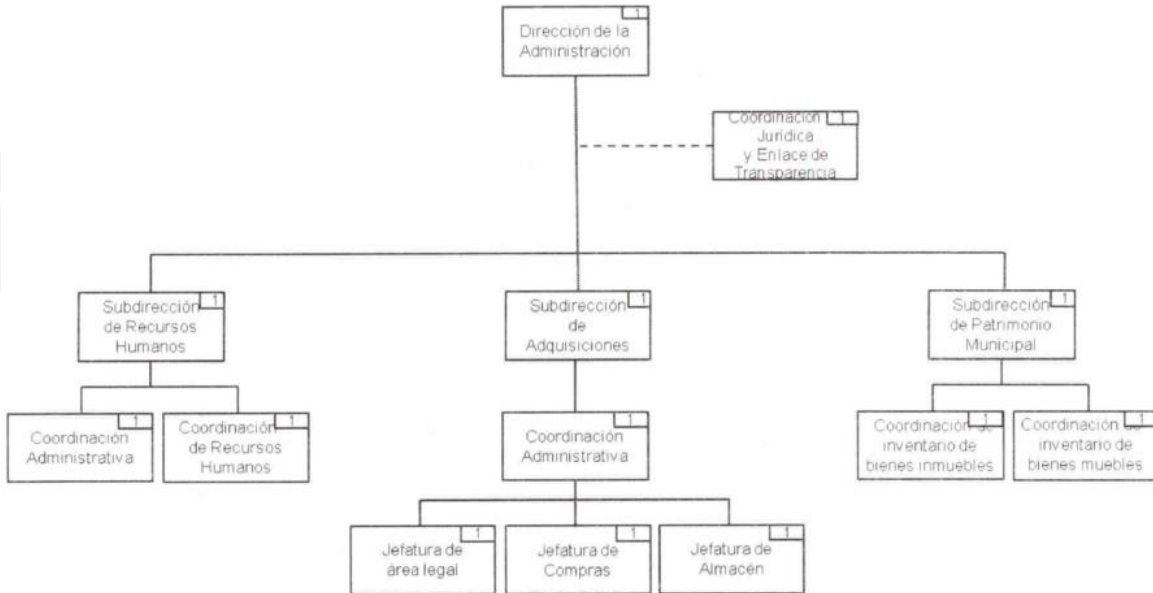 1
Dirección de la
Administración
1
Coordinación
Jurídica
y Enlace de
Transparencia
1
Subdirección
de Recursos
Humanos
1
Subdirección
de
Adquisiciones
1
Subdirección
de Patrimonio
Municipal
1
Coordinación
Administrativa
1
Coordinación
de Recursos
Humanos
1
Coordinación
Administrativa
1
Coordinación de
inventario de
bienes inmuebles
1
Coordinación de
inventario de
bienes muebles
1
Jefatura de
área legal
1
Jefatura de
Compras
1
Jefatura de
Almacén